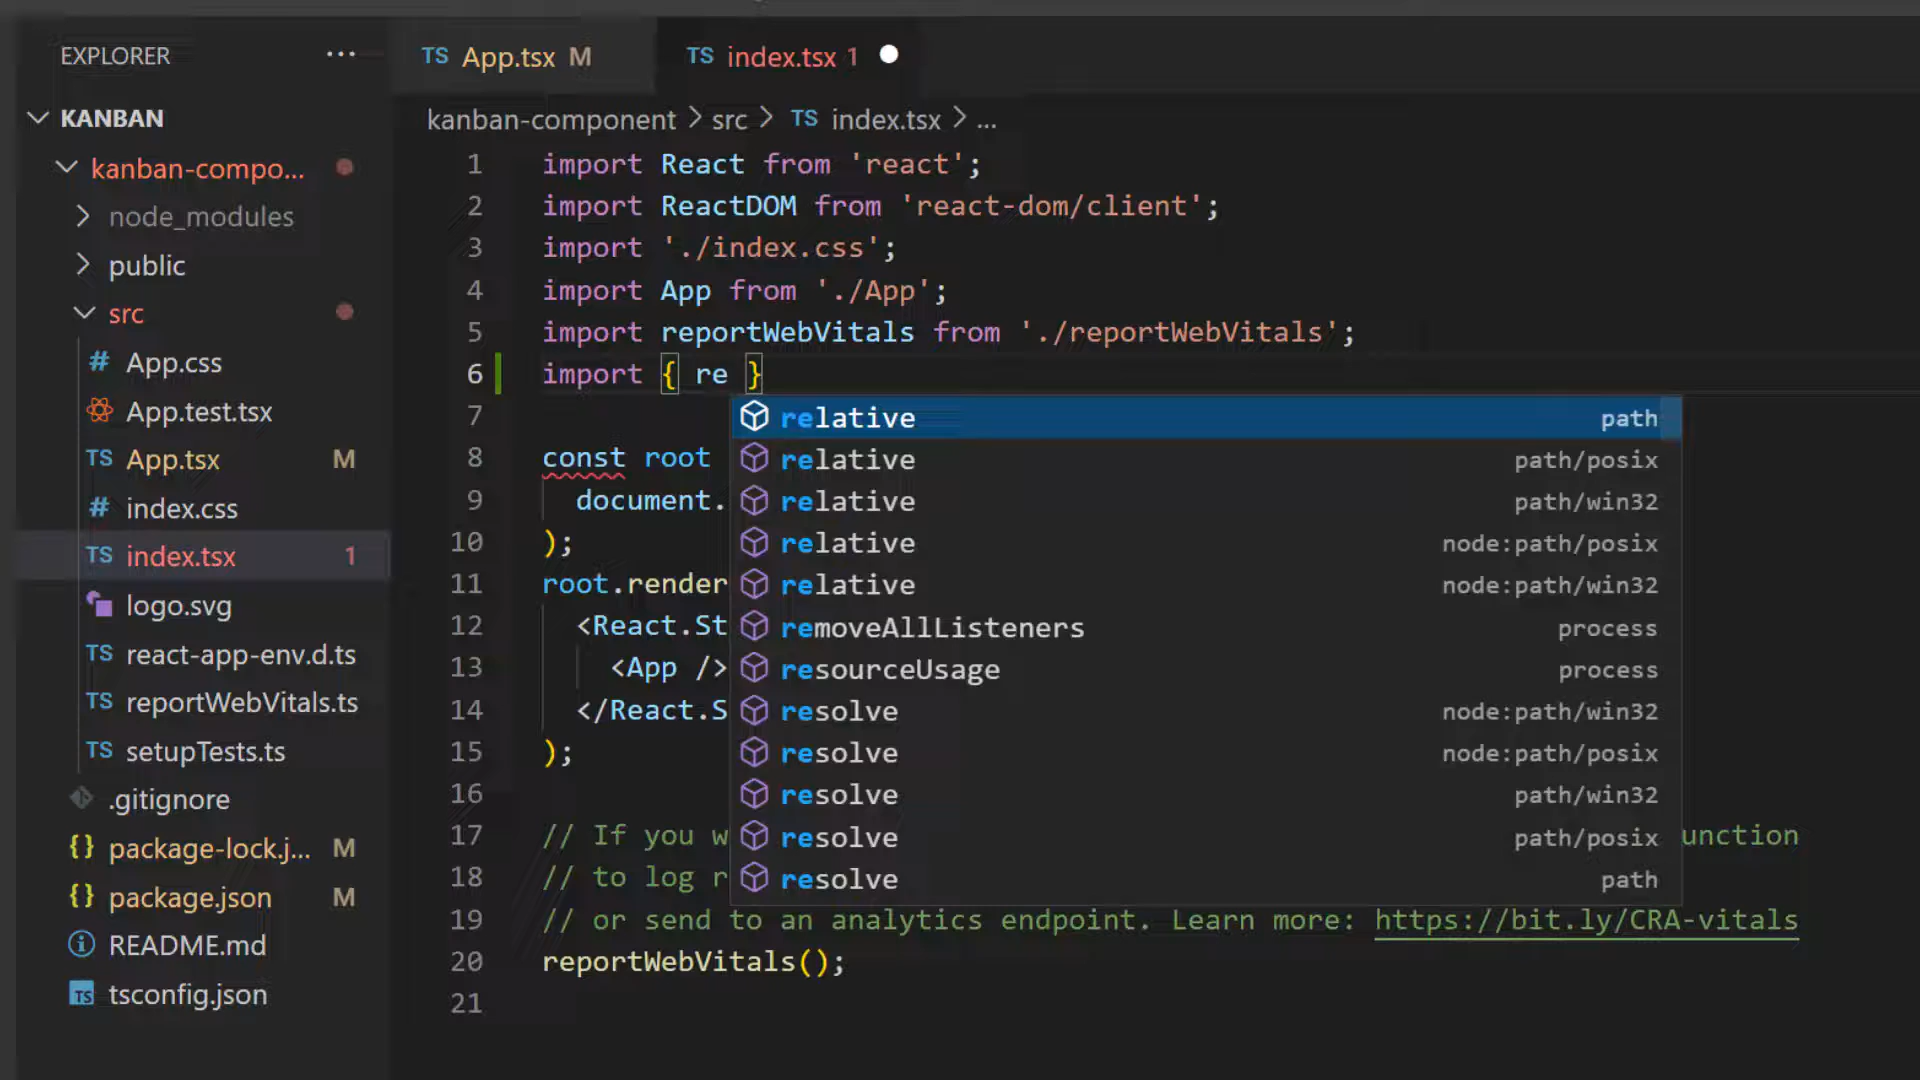 EXPLORER
···
TS App.tsx M
TS index.tsx 1
KANBAN
kanban-compo...
node_modules
public
src
# App.css
App.test.tsx
TS App.tsx M
# index.css
TS index.tsx 1
logo.svg
TS react-app-env.d.ts
TS reportWebVitals.ts
TS setupTests.ts
.gitignore
{} package-lock.j... M
{} package.json M
README.md
TS tsconfig.json
kanban-component > src > TS index.tsx > ...
1 import React from 'react';
2 import ReactDOM from 'react-dom/client';
3 import './index.css';
4 import App from './App';
5 import reportWebVitals from './reportWebVitals';
6 import { re }
7
8 const root
9 document.
10 );
11 root.render
12 <React.St
13 <App />
14 </React.S
15 );
16
17 // If you w unction
18 // to log r
19 // or send to an analytics endpoint. Learn more: https://bit.ly/CRA-vitals
20 reportWebVitals();
21
relative path
relative path/posix
relative path/win32
relative node:path/posix
relative node:path/win32
removeAllListeners process
resourceUsage process
resolve node:path/win32
resolve node:path/posix
resolve path/win32
resolve path/posix
resolve path